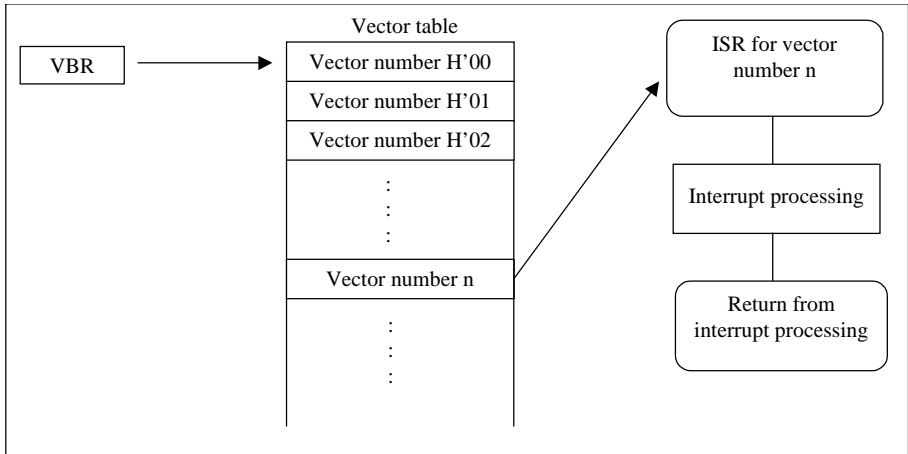 Vector table
VBR
Vector number H’00
Vector number H’01
Vector number H’02
:
:
:
Vector number n
:
:
:
ISR for vector
number n
Interrupt processing
Return from
interrupt processing